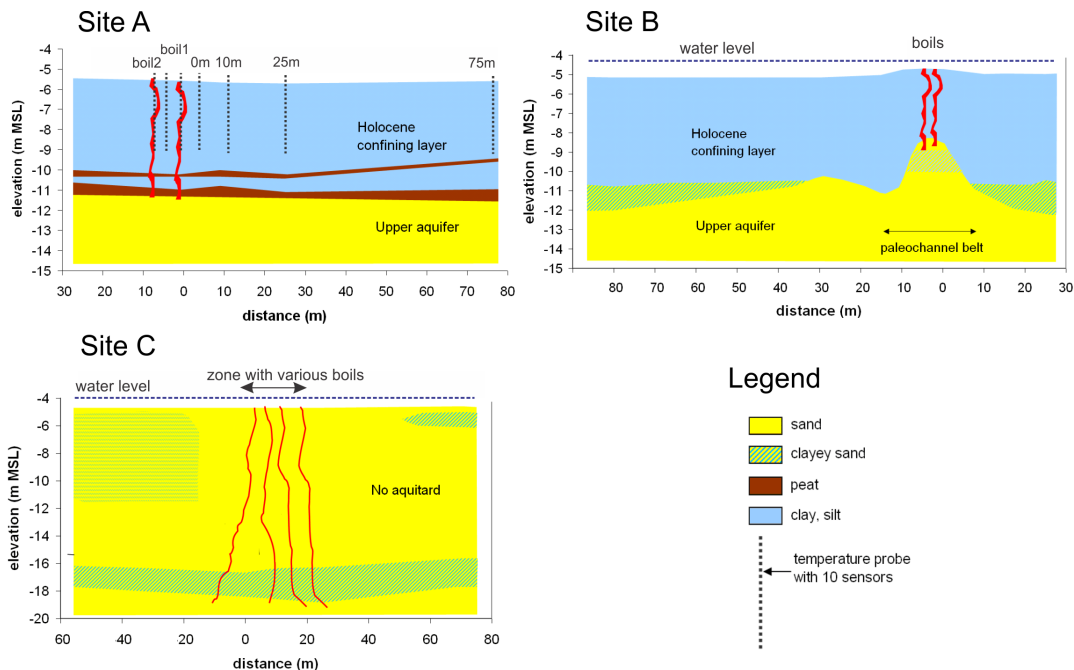 Site A
boil1
boil2
0m
10m
25m
75m
-4
-5
-6
-7
-8
-9
-10
-11
-12
-13
-14
-15
elevation (m MSL)
Holocene
confining layer
Upper aquifer
30
20
10
0
10
20
30
40
50
60
70
80
distance (m)
Site B
water level
boils
-4
-5
-6
-7
-8
-9
-10
-11
-12
-13
-14
-15
elevation (m MSL)
Holocene
confining layer
Upper aquifer
paleochannel belt
90
80
70
60
50
40
30
20
10
0
10
20
30
distance (m)
Site C
zone with various boils
water level
-4
-6
-8
-10
-12
-14
-16
-18
-20
elevation (m MSL)
No aquitard
60
40
20
0
20
40
60
80
distance (m)
Legend
sand
clayey sand
peat
clay, silt
temperature probe
with 10 sensors